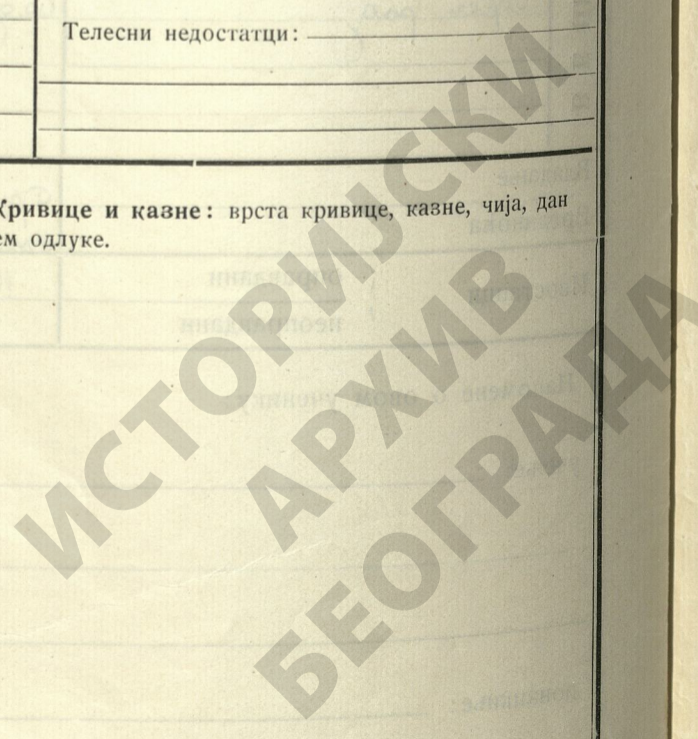 Телесни недостатци:
Кривице и казне: врста кривице, казне, чија, дан
ем одлуке.
ИСТОРИЈСКИ
АРХИВ
БЕОГРАДА